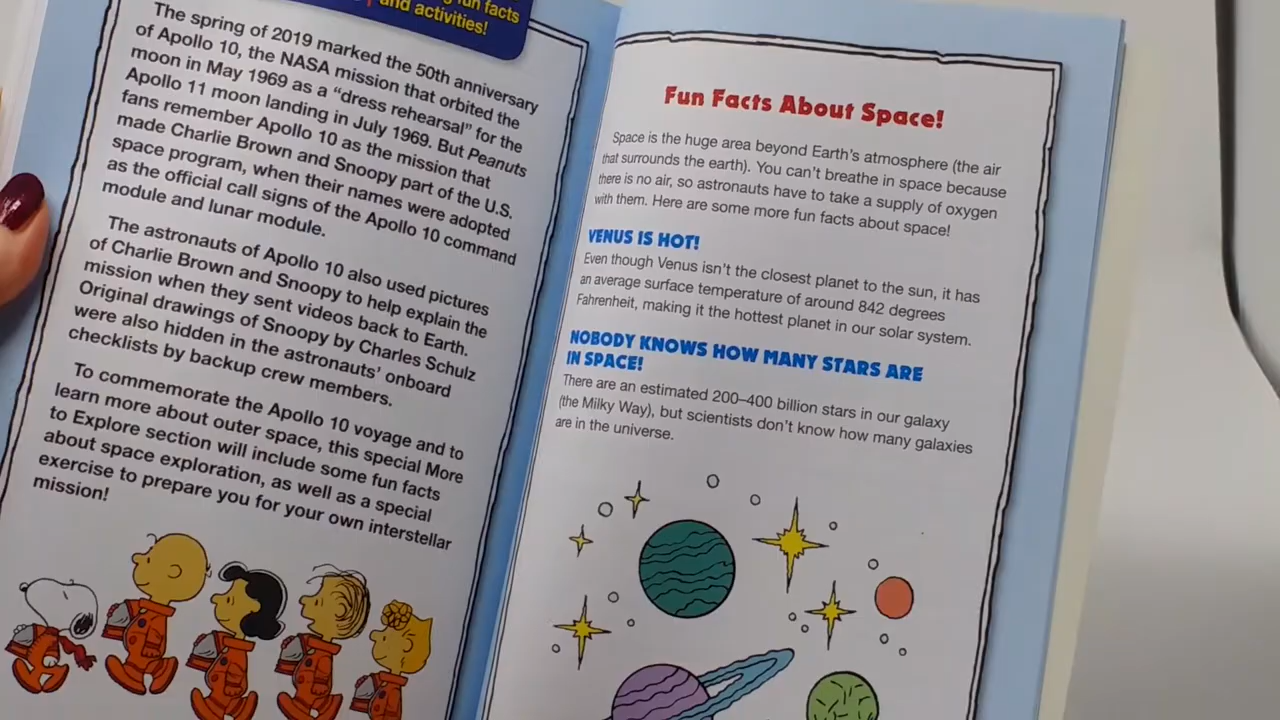 fun facts
and activities!
The spring of 2019 marked the 50th anniversary
of Apollo 10, the NASA mission that orbited the
moon in May 1969 as a “dress rehearsal” for the
Apollo 11 moon landing in July 1969. But Peanuts
fans remember Apollo 10 as the mission that
made Charlie Brown and Snoopy part of the U.S.
space program, when their names were adopted
as the official call signs of the Apollo 10 command
module and lunar module.
The astronauts of Apollo 10 also used pictures
of Charlie Brown and Snoopy to help explain the
mission when they sent videos back to Earth.
Original drawings of Snoopy by Charles Schulz
were also hidden in the astronauts’ onboard
checklists by backup crew members.
To commemorate the Apollo 10 voyage and to
learn more about outer space, this special More
to Explore section will include some fun facts
about space exploration, as well as a special
exercise to prepare you for your own interstellar
mission!
Fun Facts About Space!
Space is the huge area beyond Earth’s atmosphere (the air
that surrounds the earth). You can’t breathe in space because
there is no air, so astronauts have to take a supply of oxygen
with them. Here are some more fun facts about space!
VENUS IS HOT!
Even though Venus isn’t the closest planet to the sun, it has
an average surface temperature of around 842 degrees
Fahrenheit, making it the hottest planet in our solar system.
NOBODY KNOWS HOW MANY STARS ARE
IN SPACE!
There are an estimated 200–400 billion stars in our galaxy
(the Milky Way), but scientists don’t know how many galaxies
are in the universe.